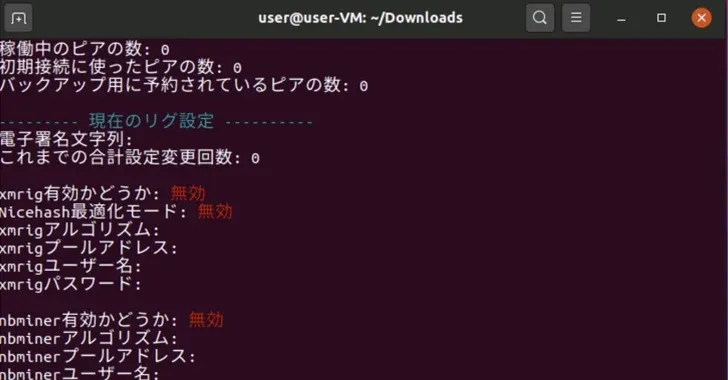 user@user-VM: ~/Downloads
稼働中のピアの数: 0
初期接続に使ったピアの数: 0
バックアップ用に予約されているピアの数: 0
--------- 現在のリグ設定 ----------
電子署名文字列:
これまでの合計設定変更回数: 0
xmrig有効かどうか: 無効
Nicehash最適化モード: 無効
xmrigアルゴリズム:
xmrigプールアドレス:
xmrigユーザー名:
xmrigパスワード:
nbminer有効かどうか: 無効
nbminerアルゴリズム:
nbminerプールアドレス:
nbminerユーザー名: